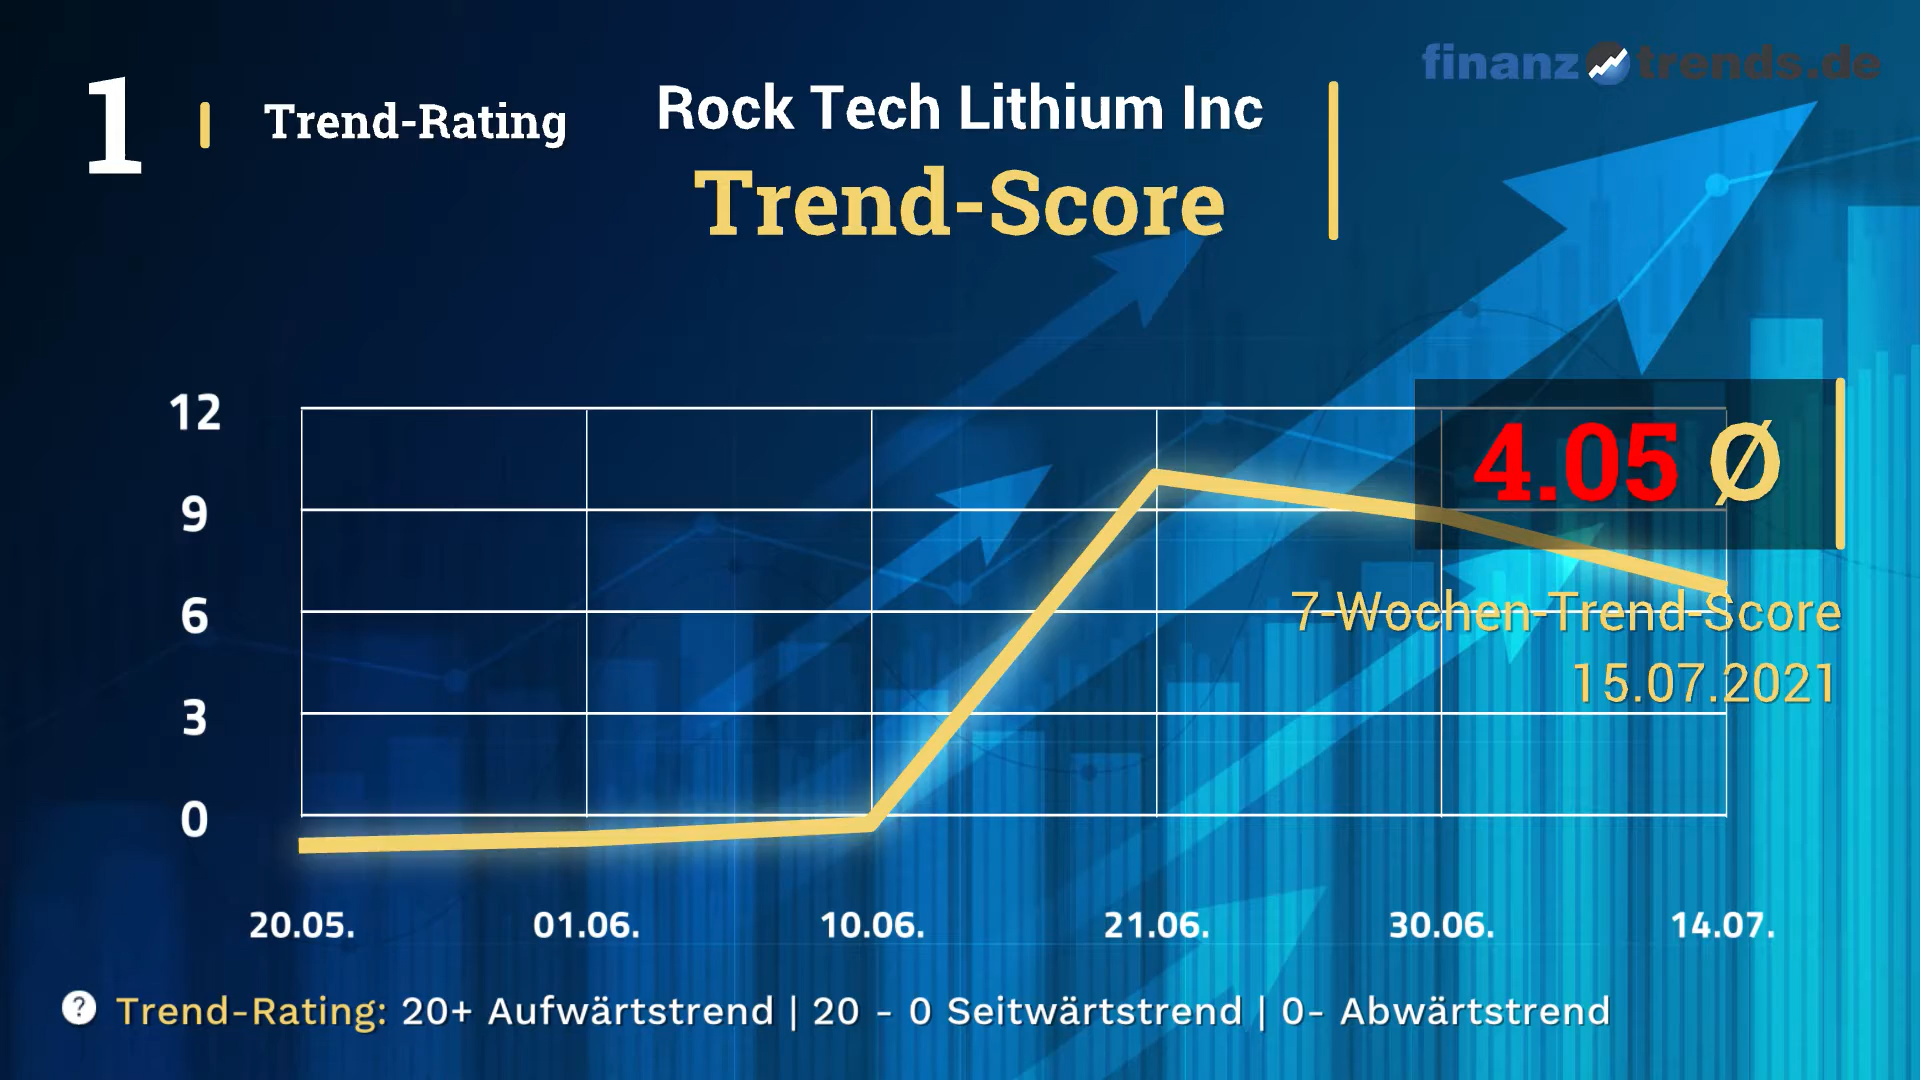 finanztrends.de
1
Trend-Rating
Rock Tech Lithium Inc
Trend-Score
12
9
6
3
0
4.05 Ø
7-Wochen-Trend-Score
15.07.2021
20.05. 01.06. 10.06. 21.06. 30.06. 14.07.
? Trend-Rating: 20+ Aufwärtstrend | 20 - 0 Seitwärtstrend | 0- Abwärtstrend